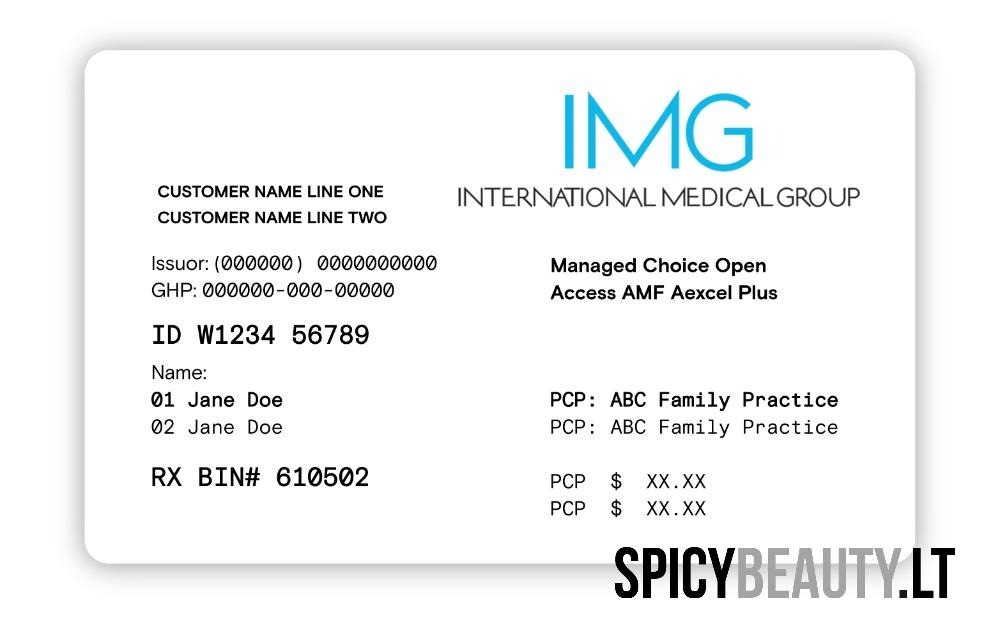 IMG
INTERNATIONAL MEDICAL GROUP
CUSTOMER NAME LINE ONE
CUSTOMER NAME LINE TWO
Issuor: (000000) 0000000000
GHP: 000000-000-00000
Managed Choice Open
Access AMF Aexcel Plus
ID W1234 56789
Name:
01 Jane Doe
02 Jane Doe
PCP: ABC Family Practice
PCP: ABC Family Practice
RX BIN# 610502
PCP $ XX.XX
PCP $ XX.XX
SPICYBEAUTY.LT